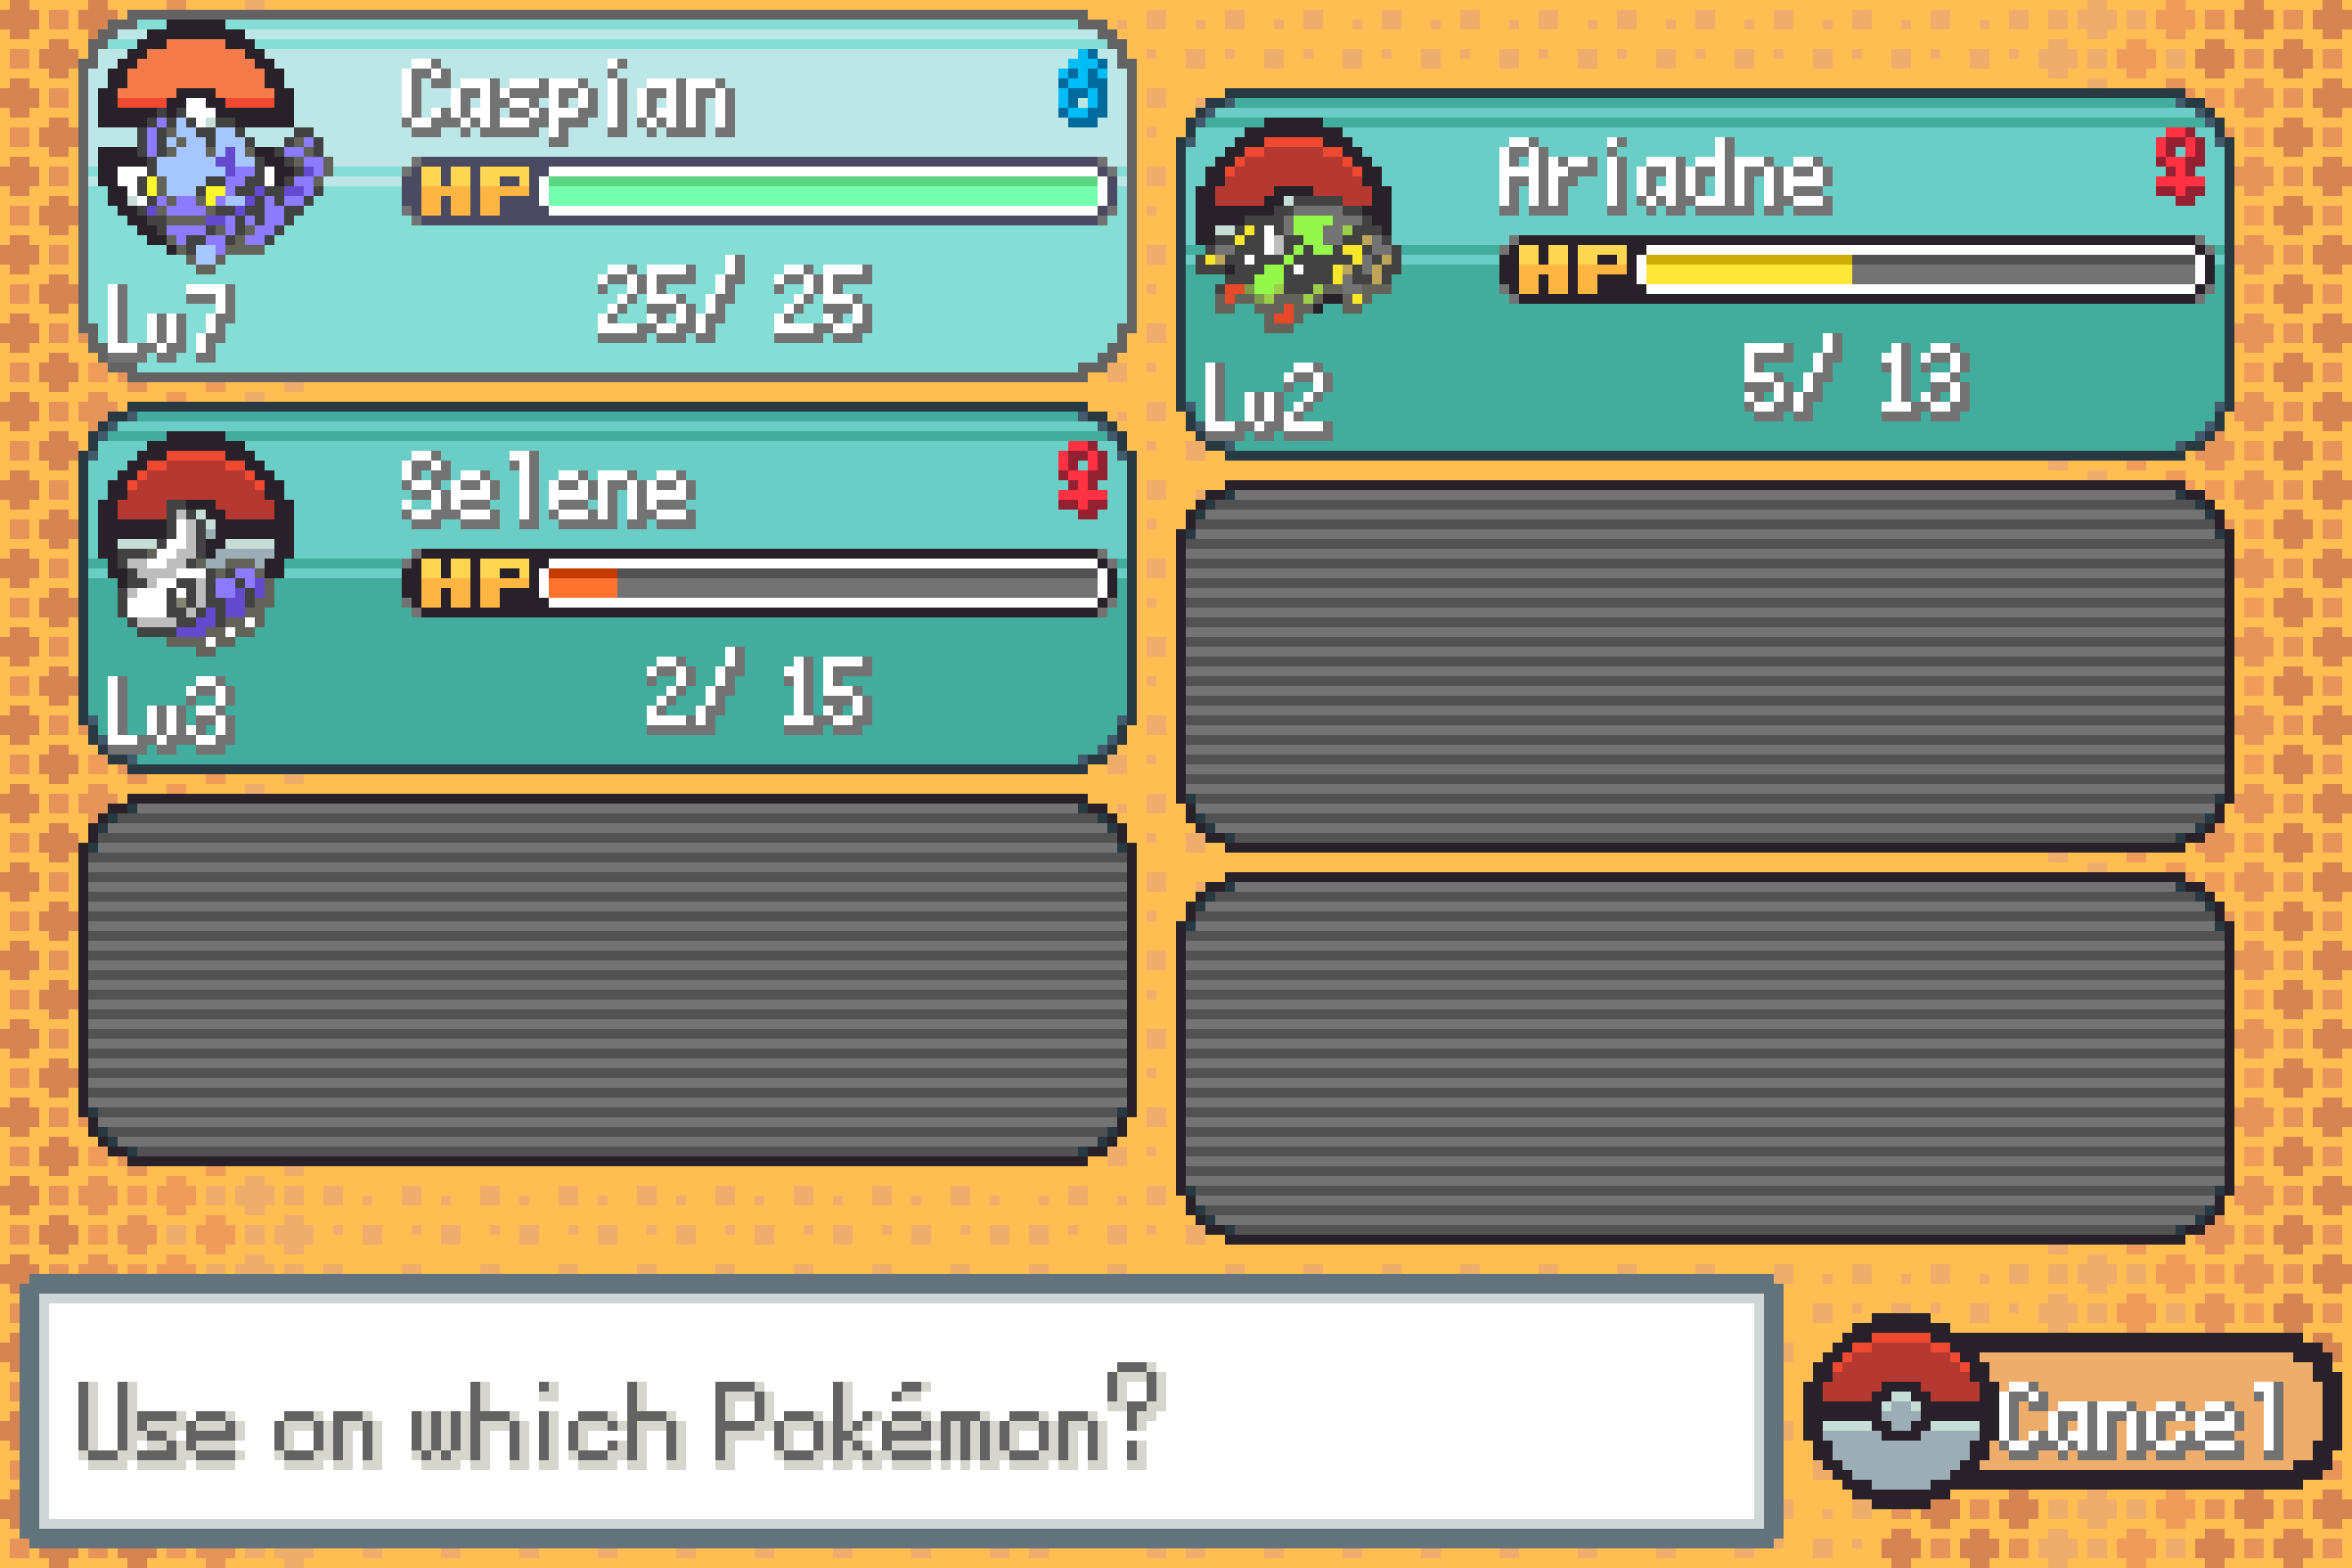 Caspian ♂
HP
25/ 25
Lv7
Ariadne ♀
HP
5/ 13
Lv2
Selene ♀
HP
2/ 15
Lv3
Use on which Pokémon?
Cancel